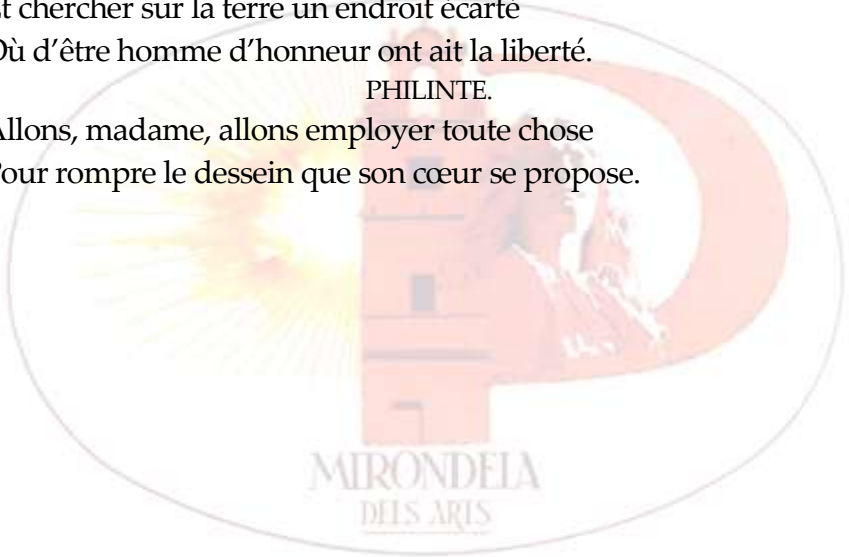 t chercher sur la terre un endroit écarté
Où d'être homme d'honneur ont ait la liberté.
PHILINTE.
Allons, madame, allons employer toute chose
Pour rompre le dessein que son cœur se propose.
MIRONDELA
DELS ARTS